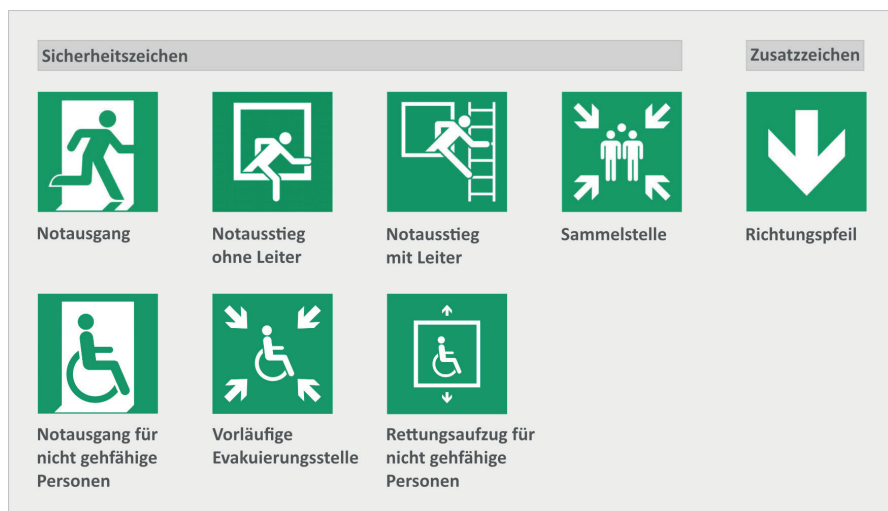 Sicherheitszeichen
Zusatzzeichen
Notausgang
Notausstieg
ohne Leiter
Notausstieg
mit Leiter
Sammelstelle
Richtungspfeil
Notausgang für
nicht gehfähige
Personen
Vorläufige
Evakuierungsstelle
Rettungsaufzug für
nicht gehfähige
Personen